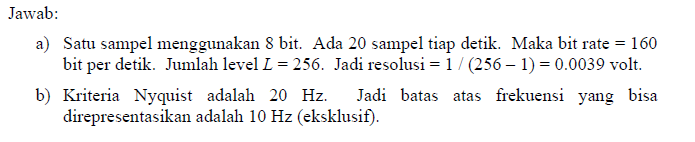 Jawab:
a) Satu sampel menggunakan 8 bit. Ada 20 sampel tiap detik. Maka bit rate = 160
bit per detik. Jumlah level L = 256. Jadi resolusi = 1 / (256 – 1) = 0.0039 volt.
b) Kriteria Nyquist adalah 20 Hz. Jadi batas atas frekuensi yang bisa
direpresentasikan adalah 10 Hz (eksklusif).